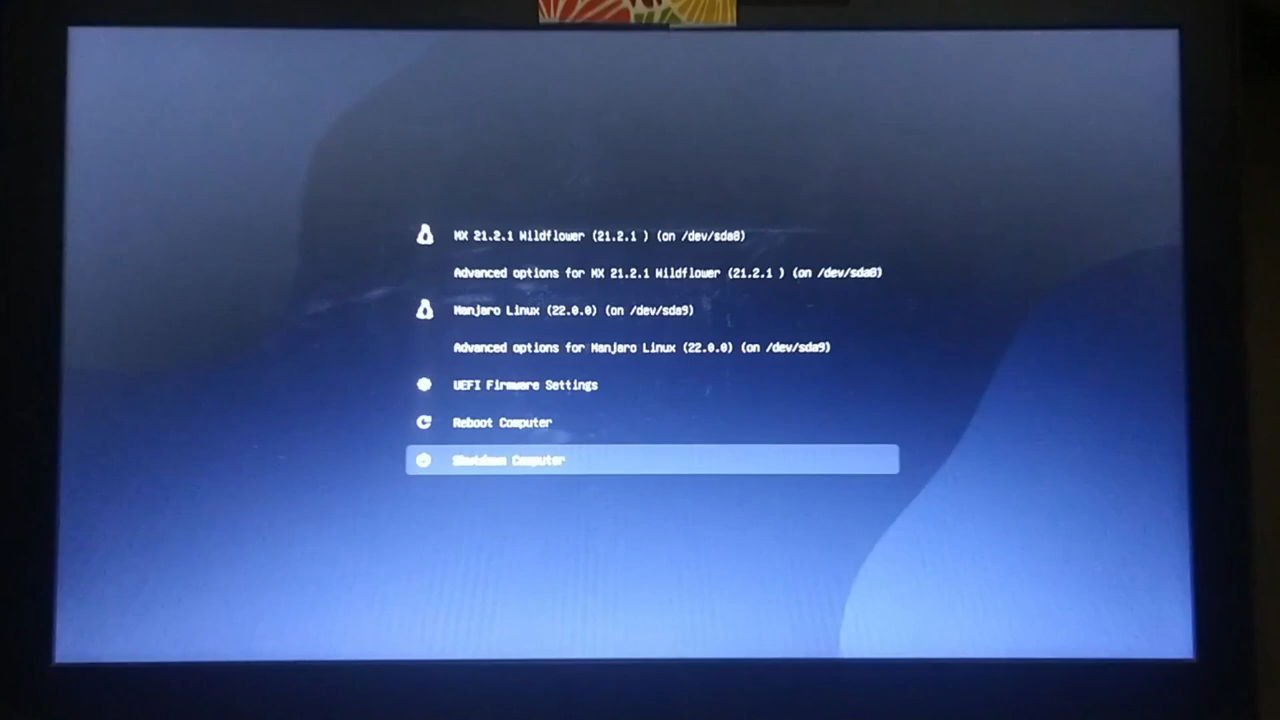 MX 21.2.1 Wildflower (21.2.1 ) (on /dev/sda8)
Advanced options for MX 21.2.1 Wildflower (21.2.1 ) (on /dev/sda8)
Manjaro Linux (22.0.0) (on /dev/sda9)
Advanced options for Manjaro Linux (22.0.0) (on /dev/sda9)
UEFI Firmware Settings
Reboot Computer
Shutdown Computer